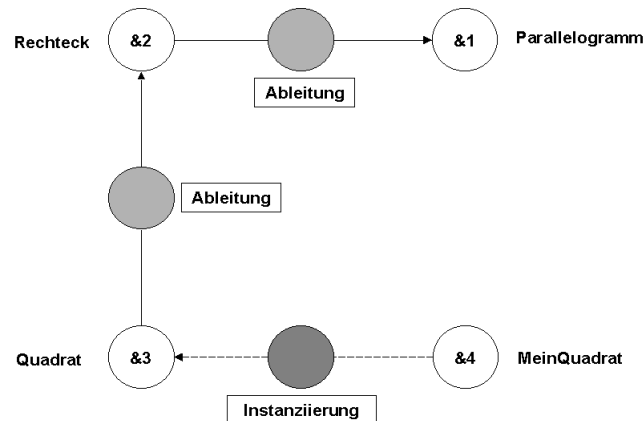 Rechteck
&2
&1
Parallelogramm
Ableitung
Ableitung
Quadrat
&3
&4
MeinQuadrat
Instanziierung